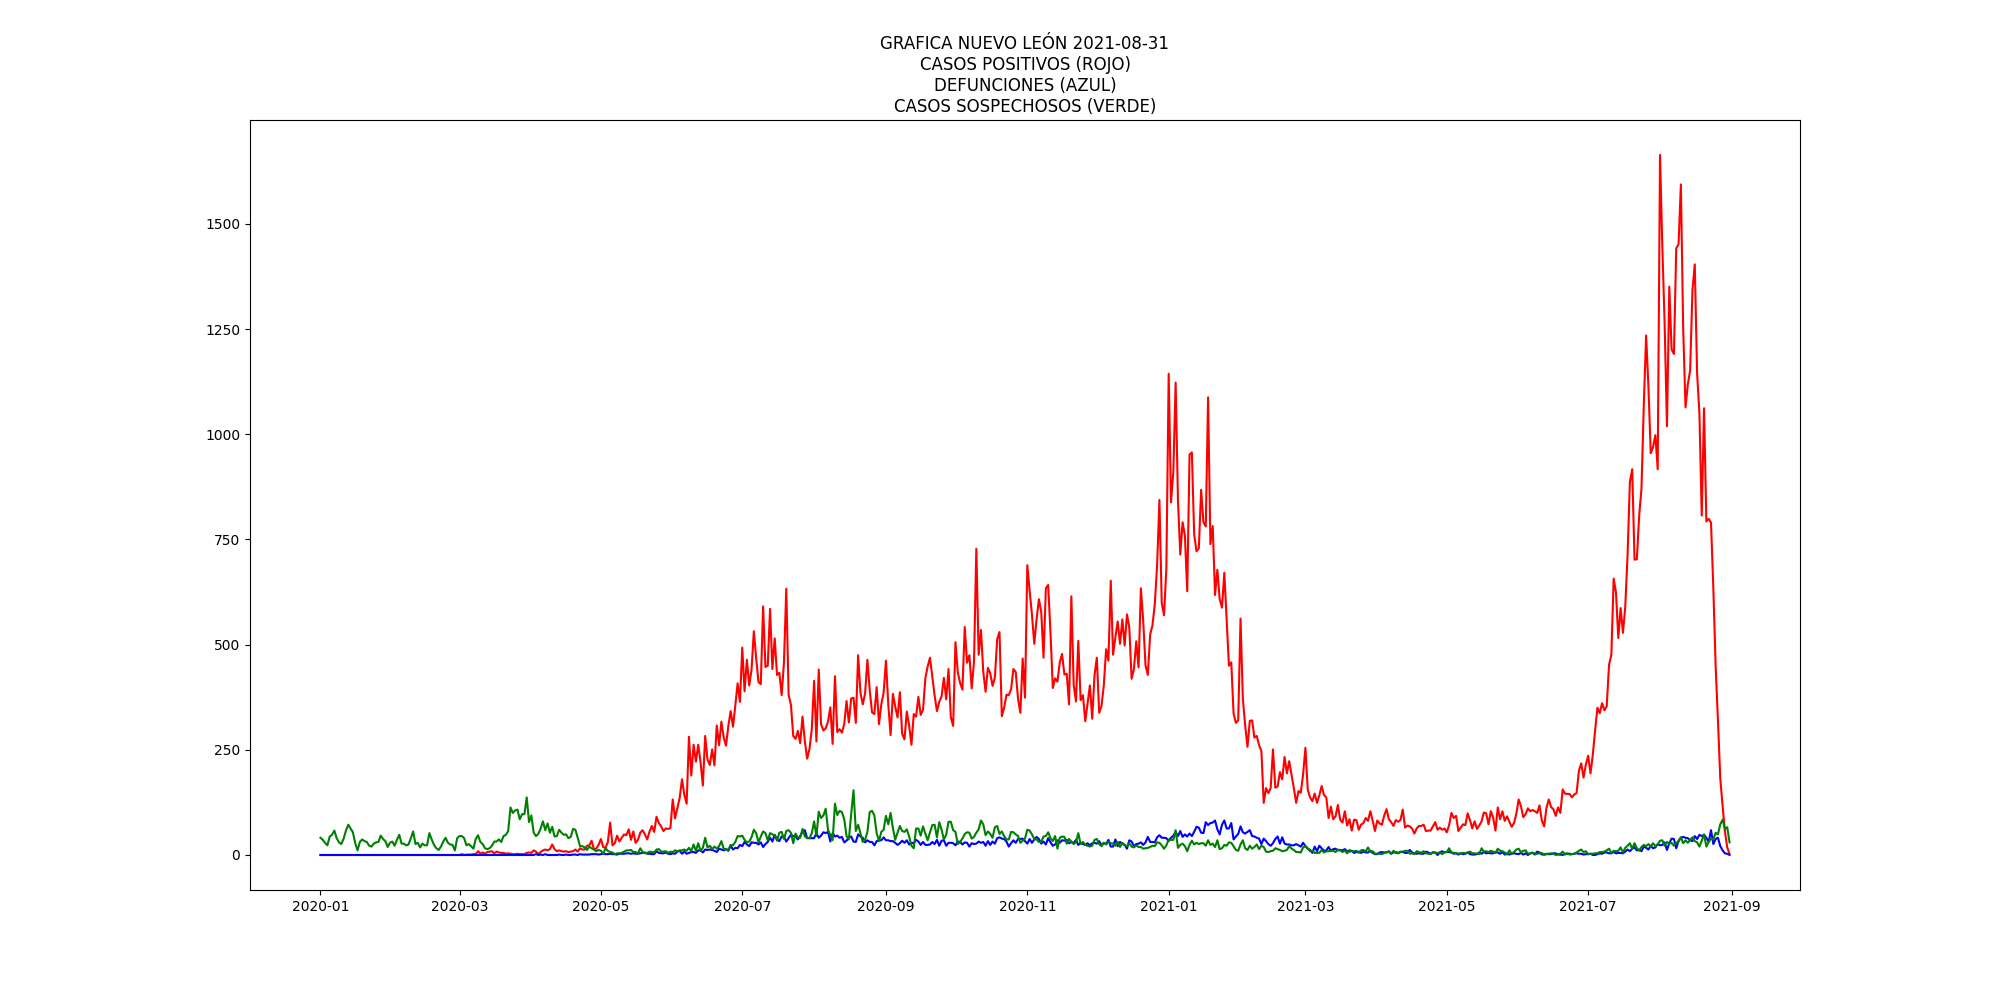 GRAFICA NUEVO LEÓN 2021-08-31
CASOS POSITIVOS (ROJO)
DEFUNCIONES (AZUL)
CASOS SOSPECHOSOS (VERDE)
1500
1250
1000
750
500
250
0
2020-01 2020-03 2020-05 2020-07 2020-09 2020-11 2021-01 2021-03 2021-05 2021-07 2021-09